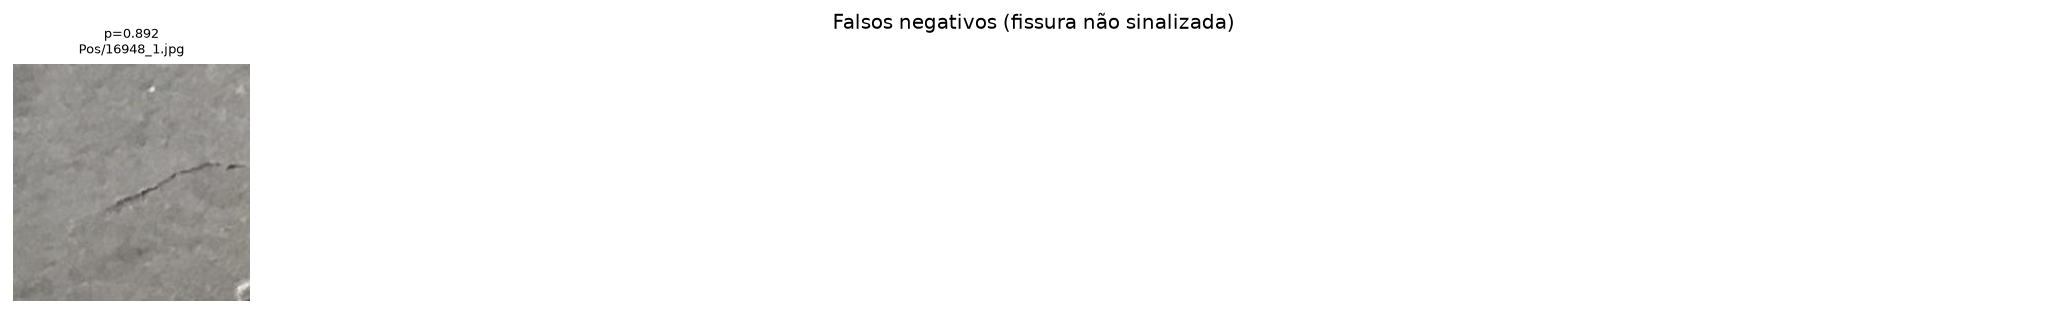 Falsos negativos (fissura não sinalizada)
p=0.892
Pos/16948_1.jpg